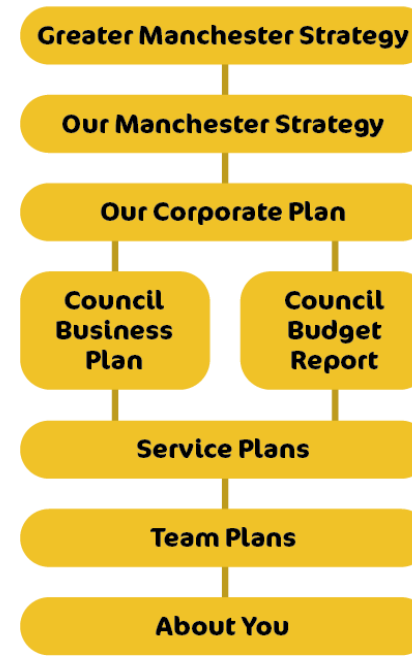 Greater Manchester Strategy
Our Manchester Strategy
Our Corporate Plan
Council
Business
Plan
Council
Budget
Report
Service Plans
Team Plans
About You